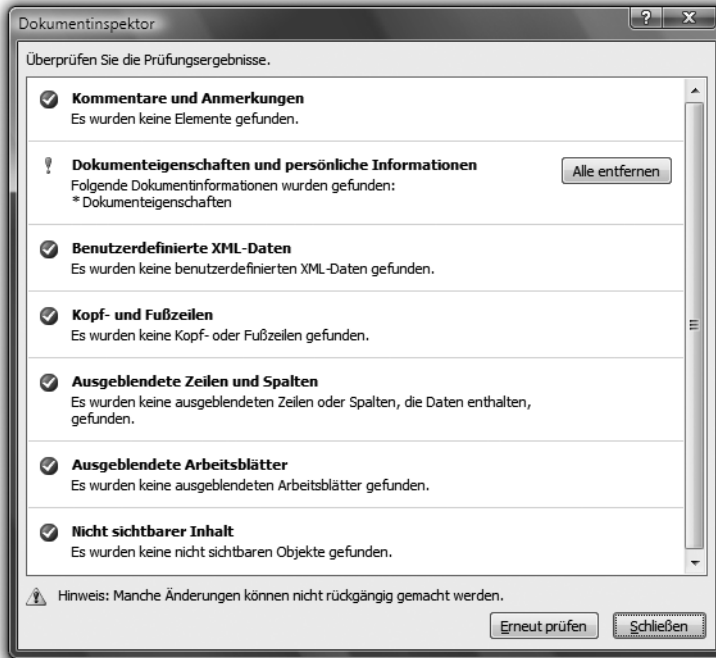 Dokumentinspektor
Überprüfen Sie die Prüfungsergebnisse.
Kommentare und Anmerkungen
Es wurden keine Elemente gefunden.
Dokumenteigenschaften und persönliche Informationen
Alle entfernen
Folgende Dokumentinformationen wurden gefunden:
* Dokumenteigenschaften
Benutzerdefinierte XML-Daten
Es wurden keine benutzerdefinierten XML-Daten gefunden.
Kopf- und Fußzeilen
Es wurden keine Kopf- oder Fußzeilen gefunden.
Ausgeblendete Zeilen und Spalten
Es wurden keine ausgeblendeten Zeilen oder Spalten, die Daten enthalten,
gefunden.
Ausgeblendete Arbeitsblätter
Es wurden keine ausgeblendeten Arbeitsblätter gefunden.
Nicht sichtbarer Inhalt
Es wurden keine nicht sichtbaren Objekte gefunden.
Hinweis: Manche Änderungen können nicht rückgängig gemacht werden.
Erneut prüfen Schließen